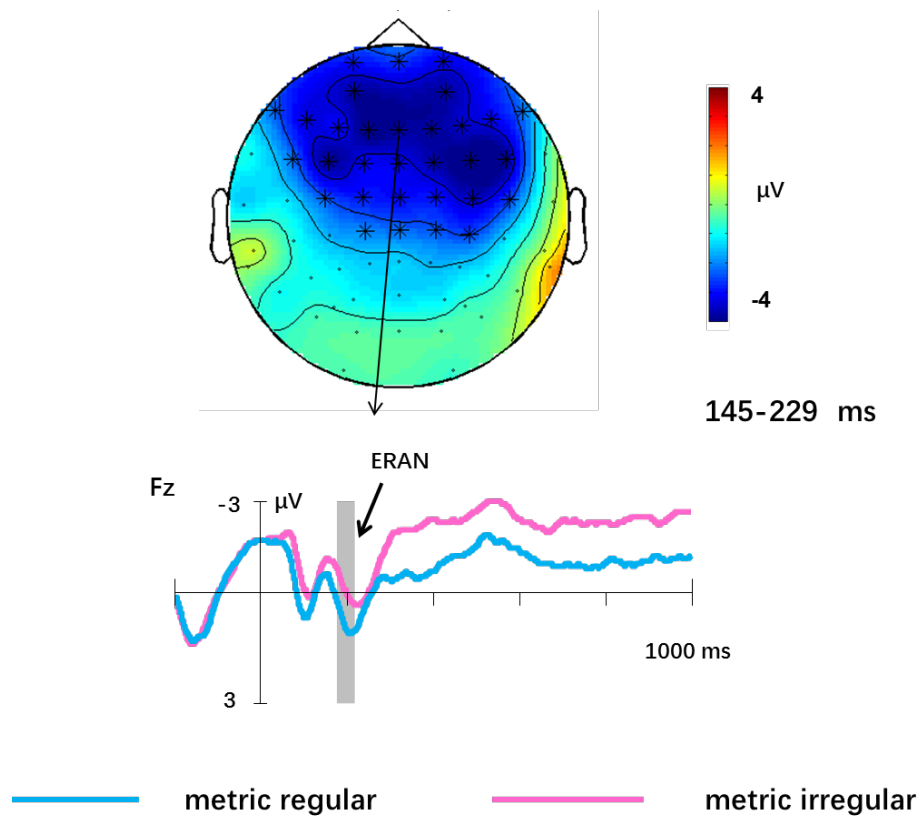 4
μV
-4
145-229 ms
ERAN
Fz
-3 μV
1000 ms
3
metric regular metric irregular